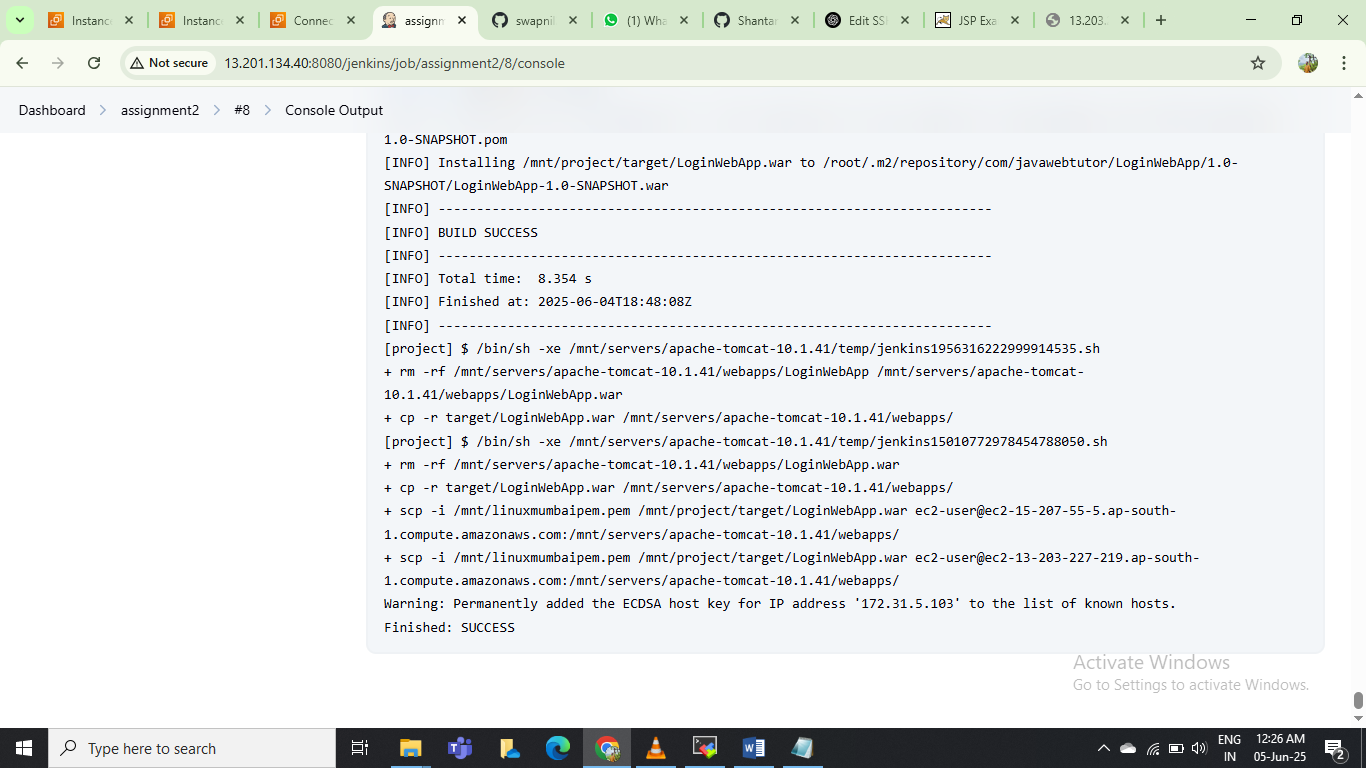 Instanc
Instanc
Connec
assignm
swapnil
(1) Wha
Shantar
Edit SSH
JSP Exa
13.203.
Not secure
13.201.134.40:8080/jenkins/job/assignment2/8/console
Dashboard > assignment2 > #8 > Console Output
1.0-SNAPSHOT.pom
[INFO] Installing /mnt/project/target/LoginWebApp.war to /root/.m2/repository/com/javawebtutor/LoginWebApp/1.0-
SNAPSHOT/LoginWebApp-1.0-SNAPSHOT.war
[INFO] ------------------------------------------------------------------------
[INFO] BUILD SUCCESS
[INFO] ------------------------------------------------------------------------
[INFO] Total time:  8.354 s
[INFO] Finished at: 2025-06-04T18:48:08Z
[INFO] ------------------------------------------------------------------------
[project] $ /bin/sh -xe /mnt/servers/apache-tomcat-10.1.41/temp/jenkins1956316222999914535.sh
+ rm -rf /mnt/servers/apache-tomcat-10.1.41/webapps/LoginWebApp /mnt/servers/apache-tomcat-
10.1.41/webapps/LoginWebApp.war
+ cp -r target/LoginWebApp.war /mnt/servers/apache-tomcat-10.1.41/webapps/
[project] $ /bin/sh -xe /mnt/servers/apache-tomcat-10.1.41/temp/jenkins15010772978454788050.sh
+ rm -rf /mnt/servers/apache-tomcat-10.1.41/webapps/LoginWebApp.war
+ cp -r target/LoginWebApp.war /mnt/servers/apache-tomcat-10.1.41/webapps/
+ scp -i /mnt/linuxmumbaipem.pem /mnt/project/target/LoginWebApp.war ec2-user@ec2-15-207-55-5.ap-south-
1.compute.amazonaws.com:/mnt/servers/apache-tomcat-10.1.41/webapps/
+ scp -i /mnt/linuxmumbaipem.pem /mnt/project/target/LoginWebApp.war ec2-user@ec2-13-203-227-219.ap-south-
1.compute.amazonaws.com:/mnt/servers/apache-tomcat-10.1.41/webapps/
Warning: Permanently added the ECDSA host key for IP address '172.31.5.103' to the list of known hosts.
Finished: SUCCESS
Activate Windows
Go to Settings to activate Windows.
Type here to search
ENG
IN
12:26 AM
05-Jun-25
2